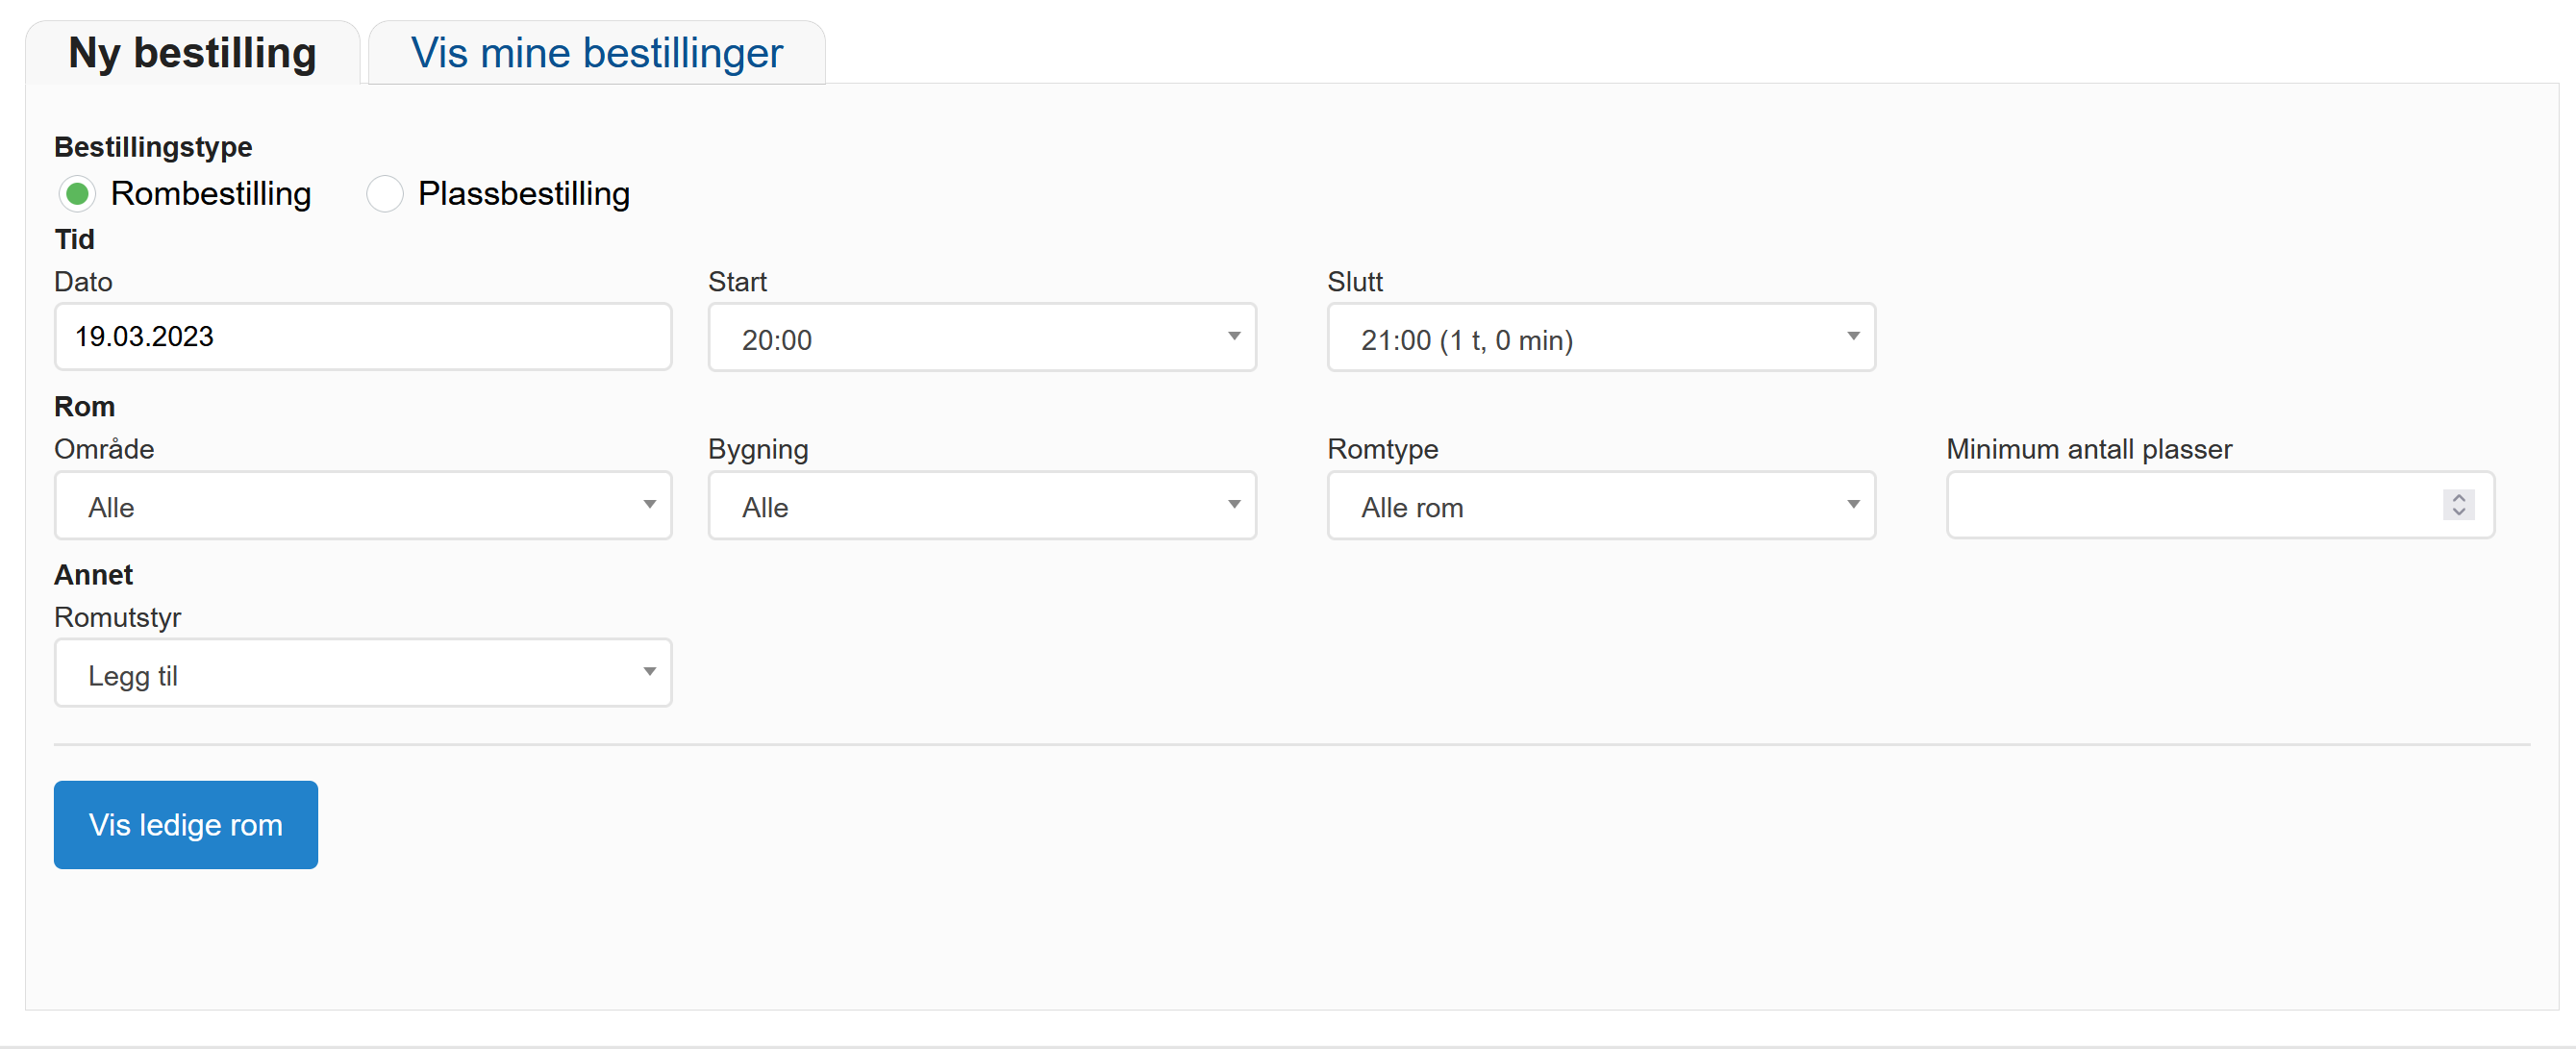 Ny bestilling Vis mine bestillinger
Bestillingstype
Rombestilling Plassbestilling
Tid
Dato Start Slutt
19.03.2023 20:00 21:00 (1 t, 0 min)
Rom
Område Bygning Romtype Minimum antall plasser
Alle Alle Alle rom
Annet
Romutstyr
Legg til
Vis ledige rom